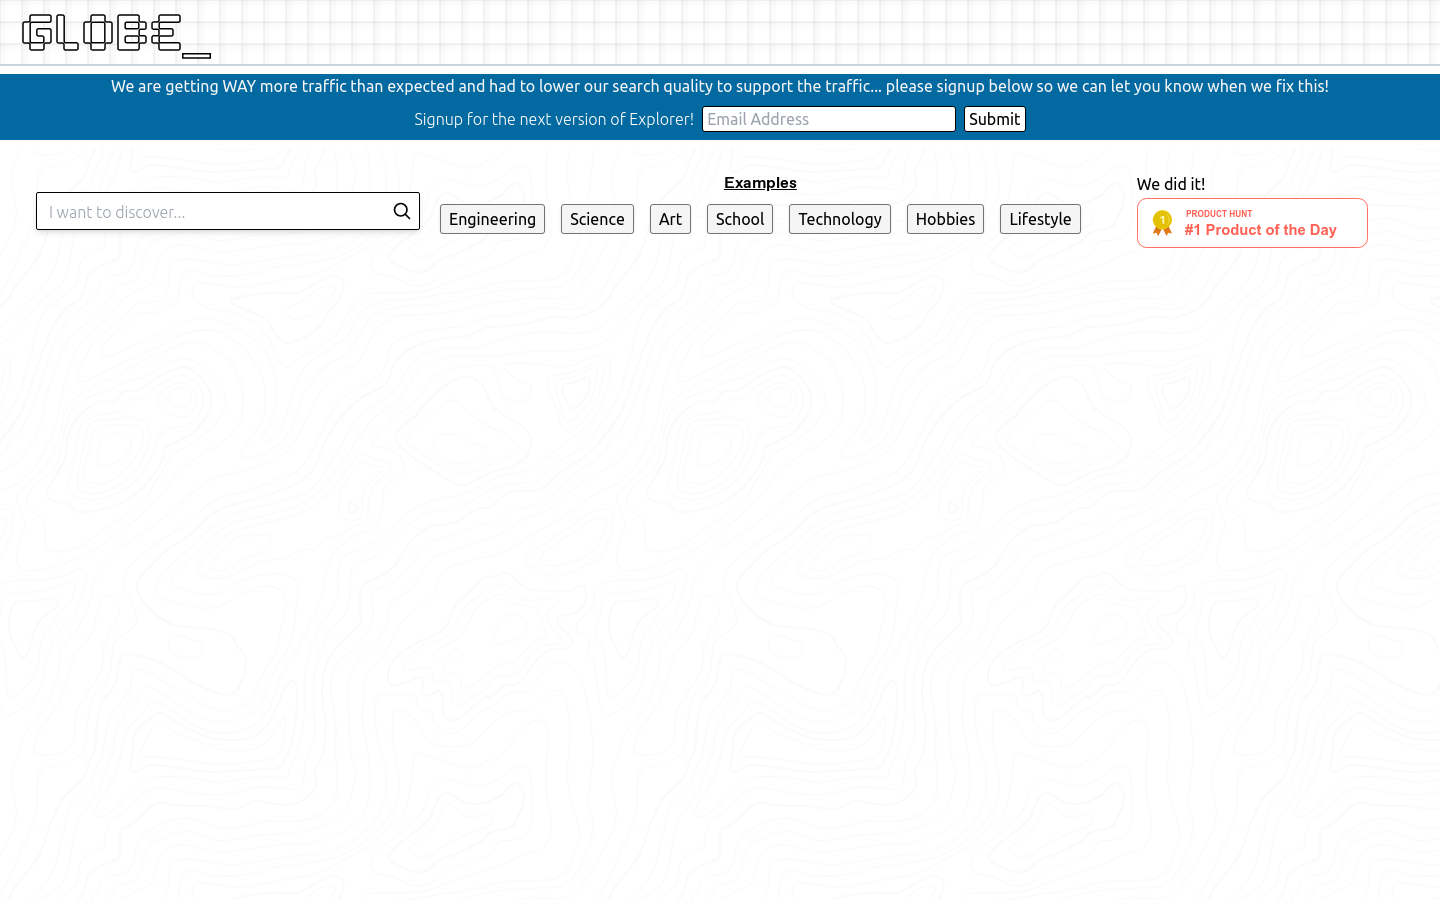 GLOBE_
We are getting WAY more traffic than expected and had to lower our search quality to support the traffic... please signup below so we can let you know when we fix this!
Signup for the next version of Explorer! Email Address Submit
Examples
We did it!
I want to discover...
Engineering Science Art School Technology Hobbies Lifestyle
1
PRODUCT HUNT
#1 Product of the Day